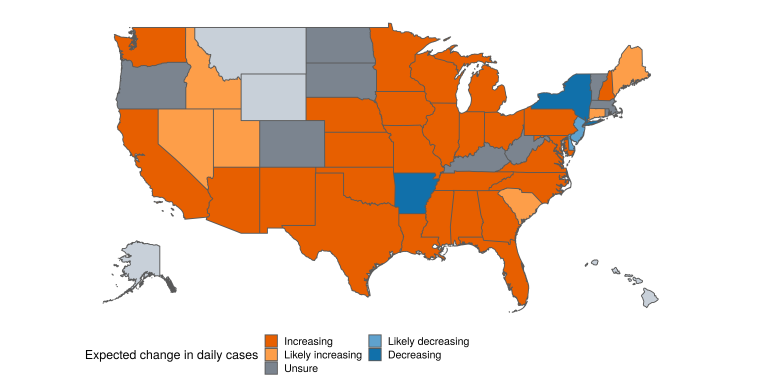 Expected change in daily cases
Increasing
Likely increasing
Unsure
Likely decreasing
Decreasing